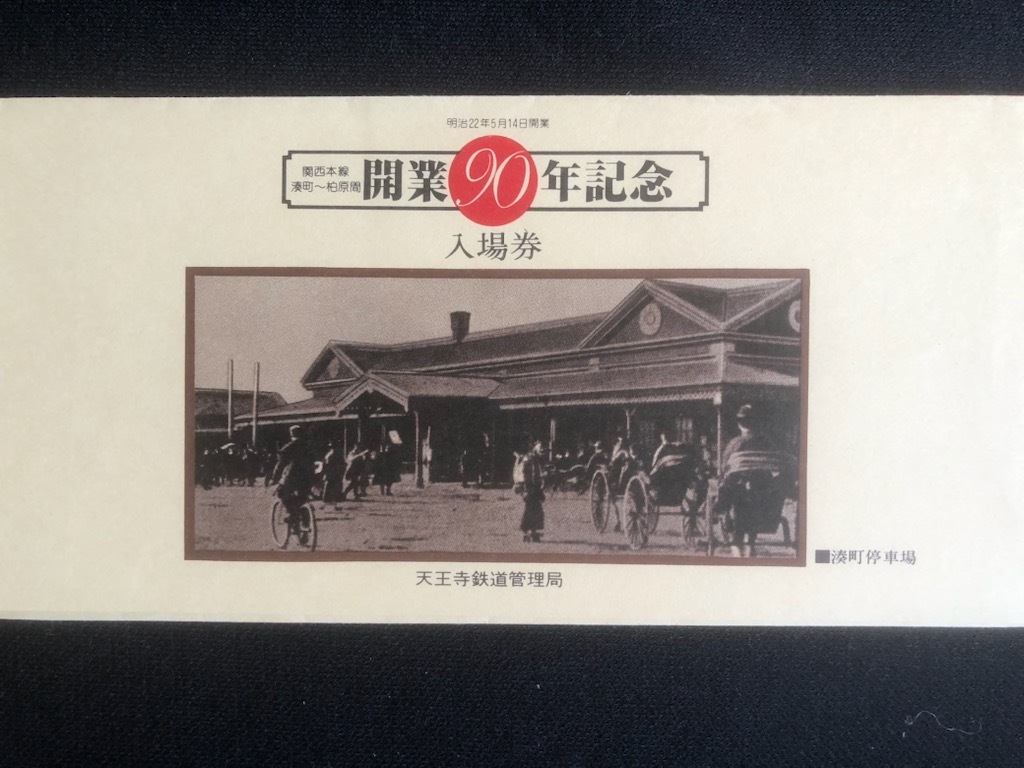 明治22年5月14日開業
関西本線
湊町〜柏原間
開業90年記念
入場券
■湊町停車場
天王寺鉄道管理局